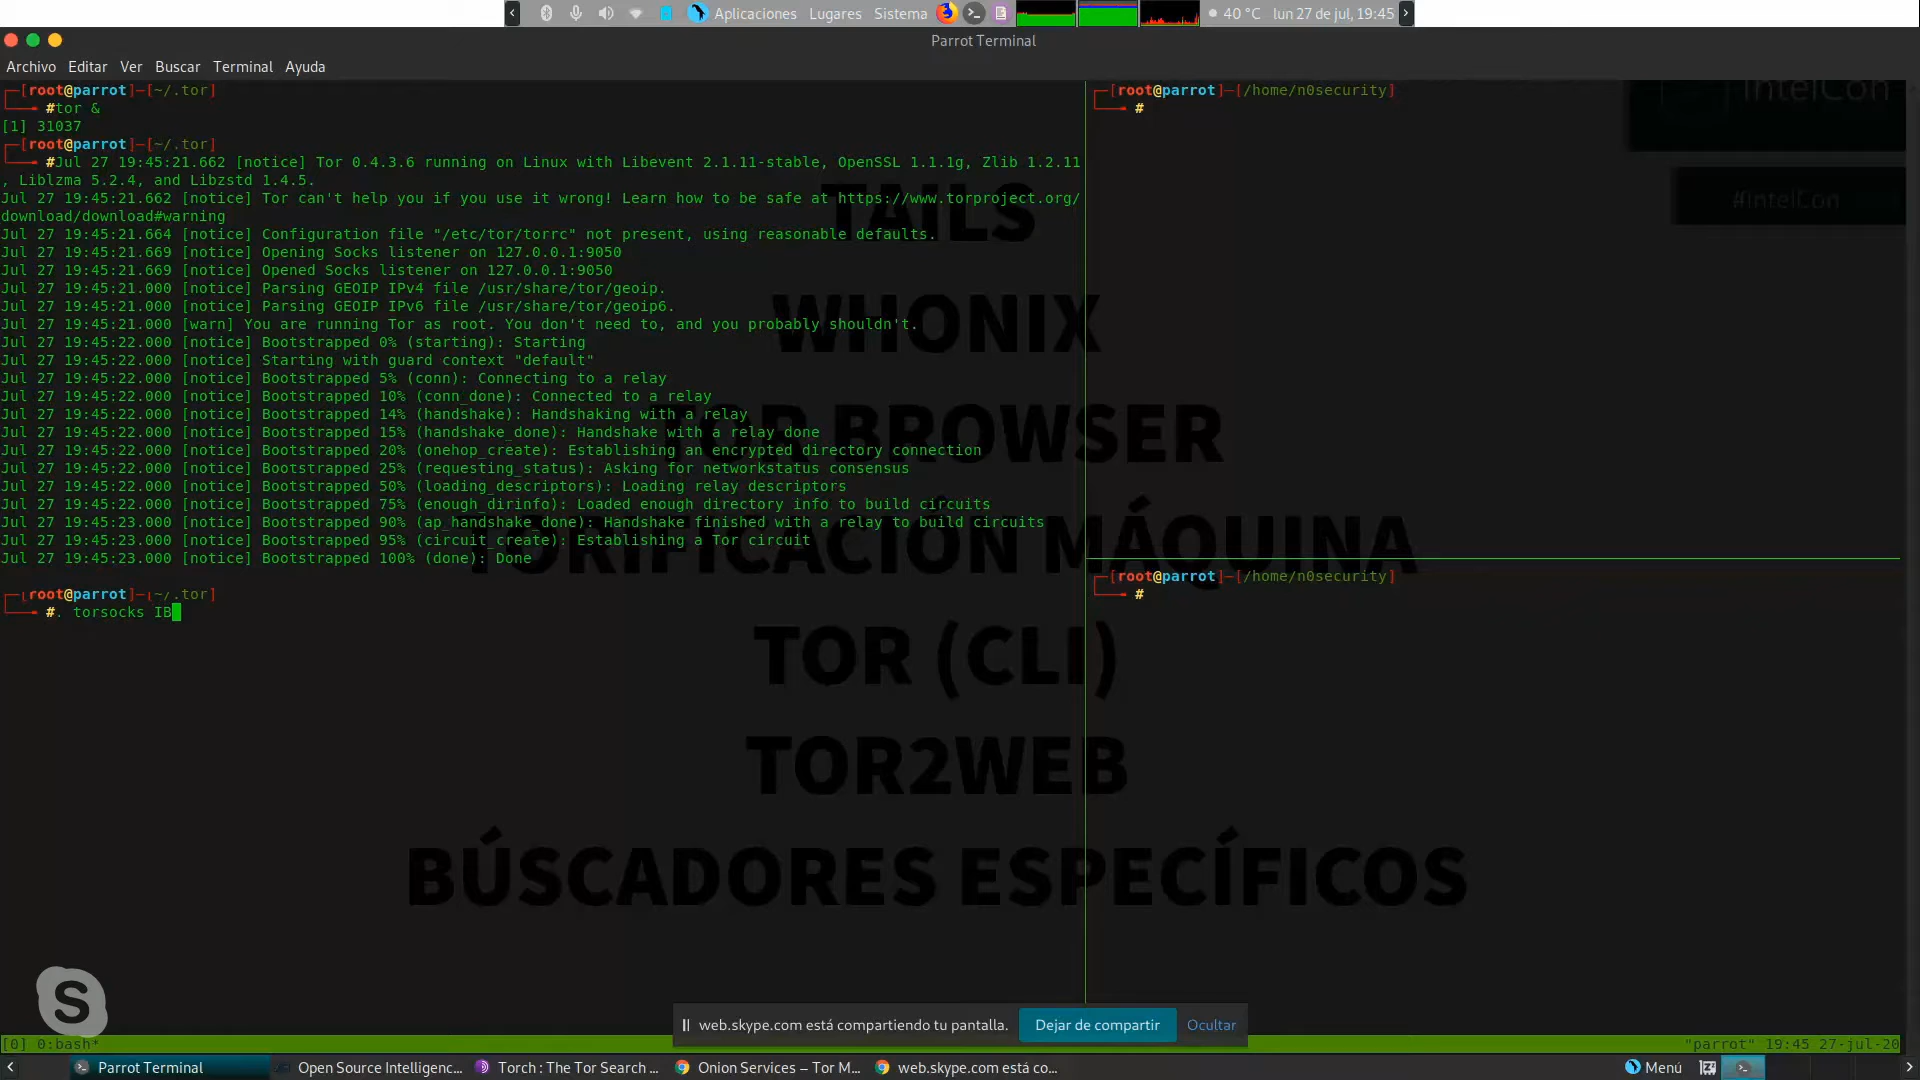 Aplicaciones Lugares Sistema 40 °C lun 27 de jul, 19:45
Parrot Terminal
Archivo Editar Ver Buscar Terminal Ayuda
[root@parrot]─[~/.tor]
#tor &
[1] 31037
[root@parrot]─[~/.tor]
#Jul 27 19:45:21.662 [notice] Tor 0.4.3.6 running on Linux with Libevent 2.1.11-stable, OpenSSL 1.1.1g, Zlib 1.2.11
, Liblzma 5.2.4, and Libzstd 1.4.5.
Jul 27 19:45:21.662 [notice] Tor can't help you if you use it wrong! Learn how to be safe at https://www.torproject.org/
download/download#warning
Jul 27 19:45:21.664 [notice] Configuration file "/etc/tor/torrc" not present, using reasonable defaults.
Jul 27 19:45:21.669 [notice] Opening Socks listener on 127.0.0.1:9050
Jul 27 19:45:21.669 [notice] Opened Socks listener on 127.0.0.1:9050
Jul 27 19:45:21.000 [notice] Parsing GEOIP IPv4 file /usr/share/tor/geoip.
Jul 27 19:45:21.000 [notice] Parsing GEOIP IPv6 file /usr/share/tor/geoip6.
Jul 27 19:45:21.000 [warn] You are running Tor as root. You don't need to, and you probably shouldn't.
Jul 27 19:45:22.000 [notice] Bootstrapped 0% (starting): Starting
Jul 27 19:45:22.000 [notice] Starting with guard context "default"
Jul 27 19:45:22.000 [notice] Bootstrapped 5% (conn): Connecting to a relay
Jul 27 19:45:22.000 [notice] Bootstrapped 10% (conn_done): Connected to a relay
Jul 27 19:45:22.000 [notice] Bootstrapped 14% (handshake): Handshaking with a relay
Jul 27 19:45:22.000 [notice] Bootstrapped 15% (handshake_done): Handshake with a relay done
Jul 27 19:45:22.000 [notice] Bootstrapped 20% (onehop_create): Establishing an encrypted directory connection
Jul 27 19:45:22.000 [notice] Bootstrapped 25% (requesting_status): Asking for networkstatus consensus
Jul 27 19:45:22.000 [notice] Bootstrapped 50% (loading_descriptors): Loading relay descriptors
Jul 27 19:45:22.000 [notice] Bootstrapped 75% (enough_dirinfo): Loaded enough directory info to build circuits
Jul 27 19:45:23.000 [notice] Bootstrapped 90% (ap_handshake_done): Handshake finished with a relay to build circuits
Jul 27 19:45:23.000 [notice] Bootstrapped 95% (circuit_create): Establishing a Tor circuit
Jul 27 19:45:23.000 [notice] Bootstrapped 100% (done): Done
[root@parrot]─[~/.tor]
#. torsocks IB
[root@parrot]─[/home/n0security]
#
[root@parrot]─[/home/n0security]
#
IntelCon
#IntelCon
TAILS
WHONIX
TOR BROWSER
TORIFICACIÓN MÁQUINA
TOR (CLI)
TOR2WEB
BÚSCADORES ESPECÍFICOS
S
web.skype.com está compartiendo tu pantalla. Dejar de compartir Ocultar
[0] 0:bash* "parrot" 19:45 27-jul-20
Parrot Terminal Open Source Intelligenc... Torch : The Tor Search ... Onion Services – Tor M... web.skype.com está co... Menú